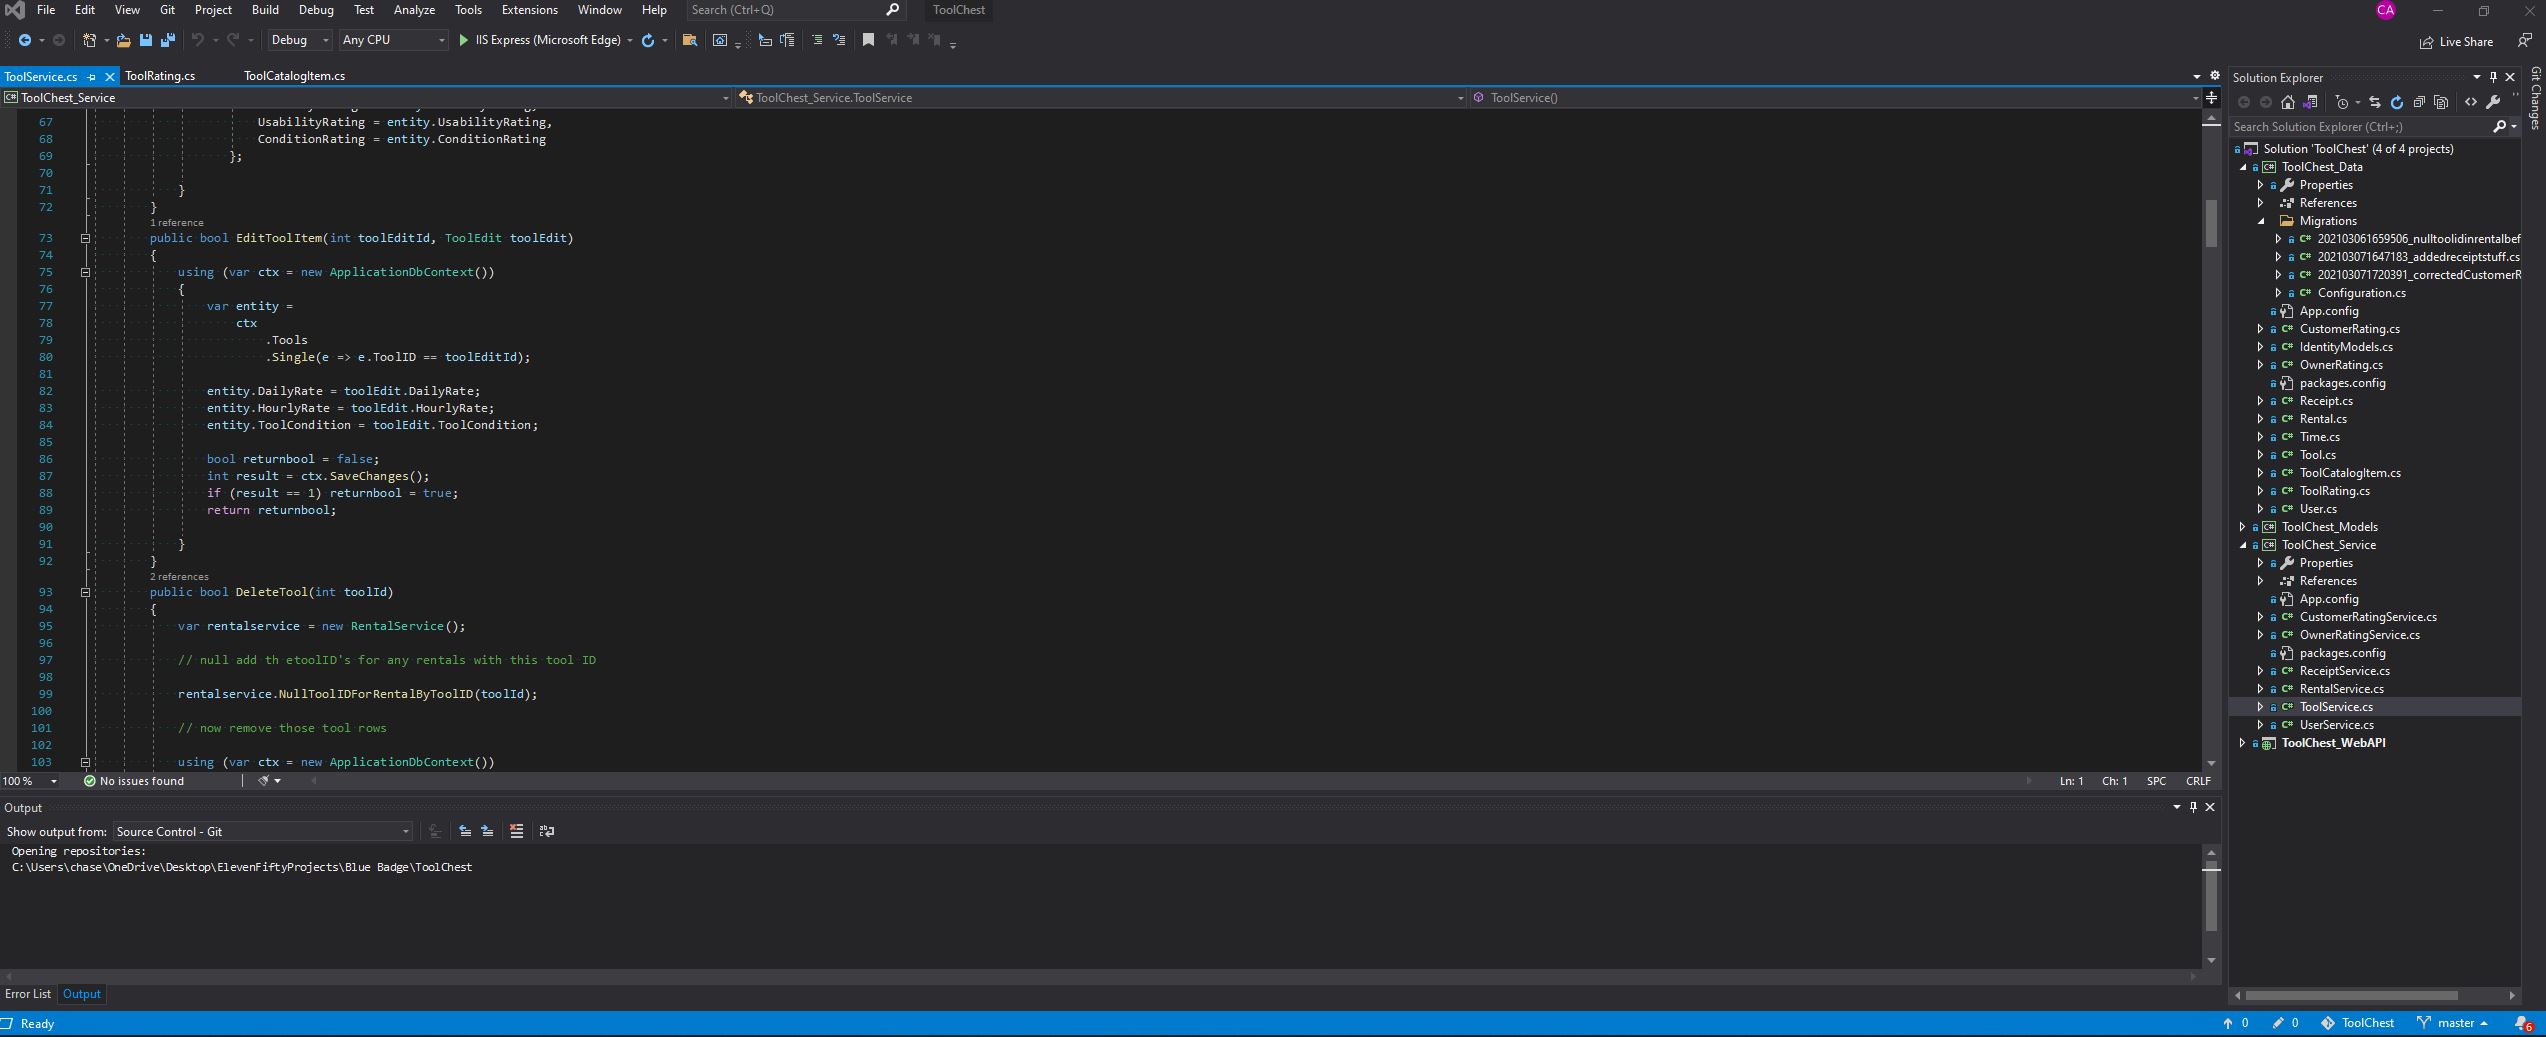 File Edit View Git Project Build Debug Test Analyze Tools Extensions Window Help Search (Ctrl+Q) ToolChest CA
Debug Any CPU IIS Express (Microsoft Edge) Live Share
ToolService.cs ToolRating.cs ToolCatalogItem.cs
ToolChest_Service ToolChest_Service.ToolService ToolService()
67 UsabilityRating = entity.UsabilityRating,
68 ConditionRating = entity.ConditionRating
69 };
70
71 }
72 }
1 reference
73 public bool EditToolItem(int toolEditId, ToolEdit toolEdit)
74 {
75 using (var ctx = new ApplicationDbContext())
76 {
77 var entity =
78 ctx
79 .Tools
80 .Single(e => e.ToolID == toolEditId);
81
82 entity.DailyRate = toolEdit.DailyRate;
83 entity.HourlyRate = toolEdit.HourlyRate;
84 entity.ToolCondition = toolEdit.ToolCondition;
85
86 bool returnbool = false;
87 int result = ctx.SaveChanges();
88 if (result == 1) returnbool = true;
89 return returnbool;
90
91 }
92 }
2 references
93 public bool DeleteTool(int toolId)
94 {
95 var rentalservice = new RentalService();
96
97 // null add th etoolID's for any rentals with this tool ID
98
99 rentalservice.NullToolIDForRentalByToolID(toolId);
100
101 // now remove those tool rows
102
103 using (var ctx = new ApplicationDbContext())
100 % No issues found Ln: 1 Ch: 1 SPC CRLF
Output
Show output from: Source Control - Git
Opening repositories:
C:\Users\chase\OneDrive\Desktop\ElevenFiftyProjects\Blue Badge\ToolChest
Error List Output
Solution Explorer
Search Solution Explorer (Ctrl+;)
Solution 'ToolChest' (4 of 4 projects)
ToolChest_Data
Properties
References
Migrations
202103061659506_nulltoolidinrentalbef
202103071647183_addedreceiptstuff.cs
202103071720391_correctedCustomerR
Configuration.cs
App.config
CustomerRating.cs
IdentityModels.cs
OwnerRating.cs
packages.config
Receipt.cs
Rental.cs
Time.cs
Tool.cs
ToolCatalogItem.cs
ToolRating.cs
User.cs
ToolChest_Models
ToolChest_Service
Properties
References
App.config
CustomerRatingService.cs
OwnerRatingService.cs
packages.config
ReceiptService.cs
RentalService.cs
ToolService.cs
UserService.cs
ToolChest_WebAPI
Git Changes
Ready 0 0 ToolChest master 6